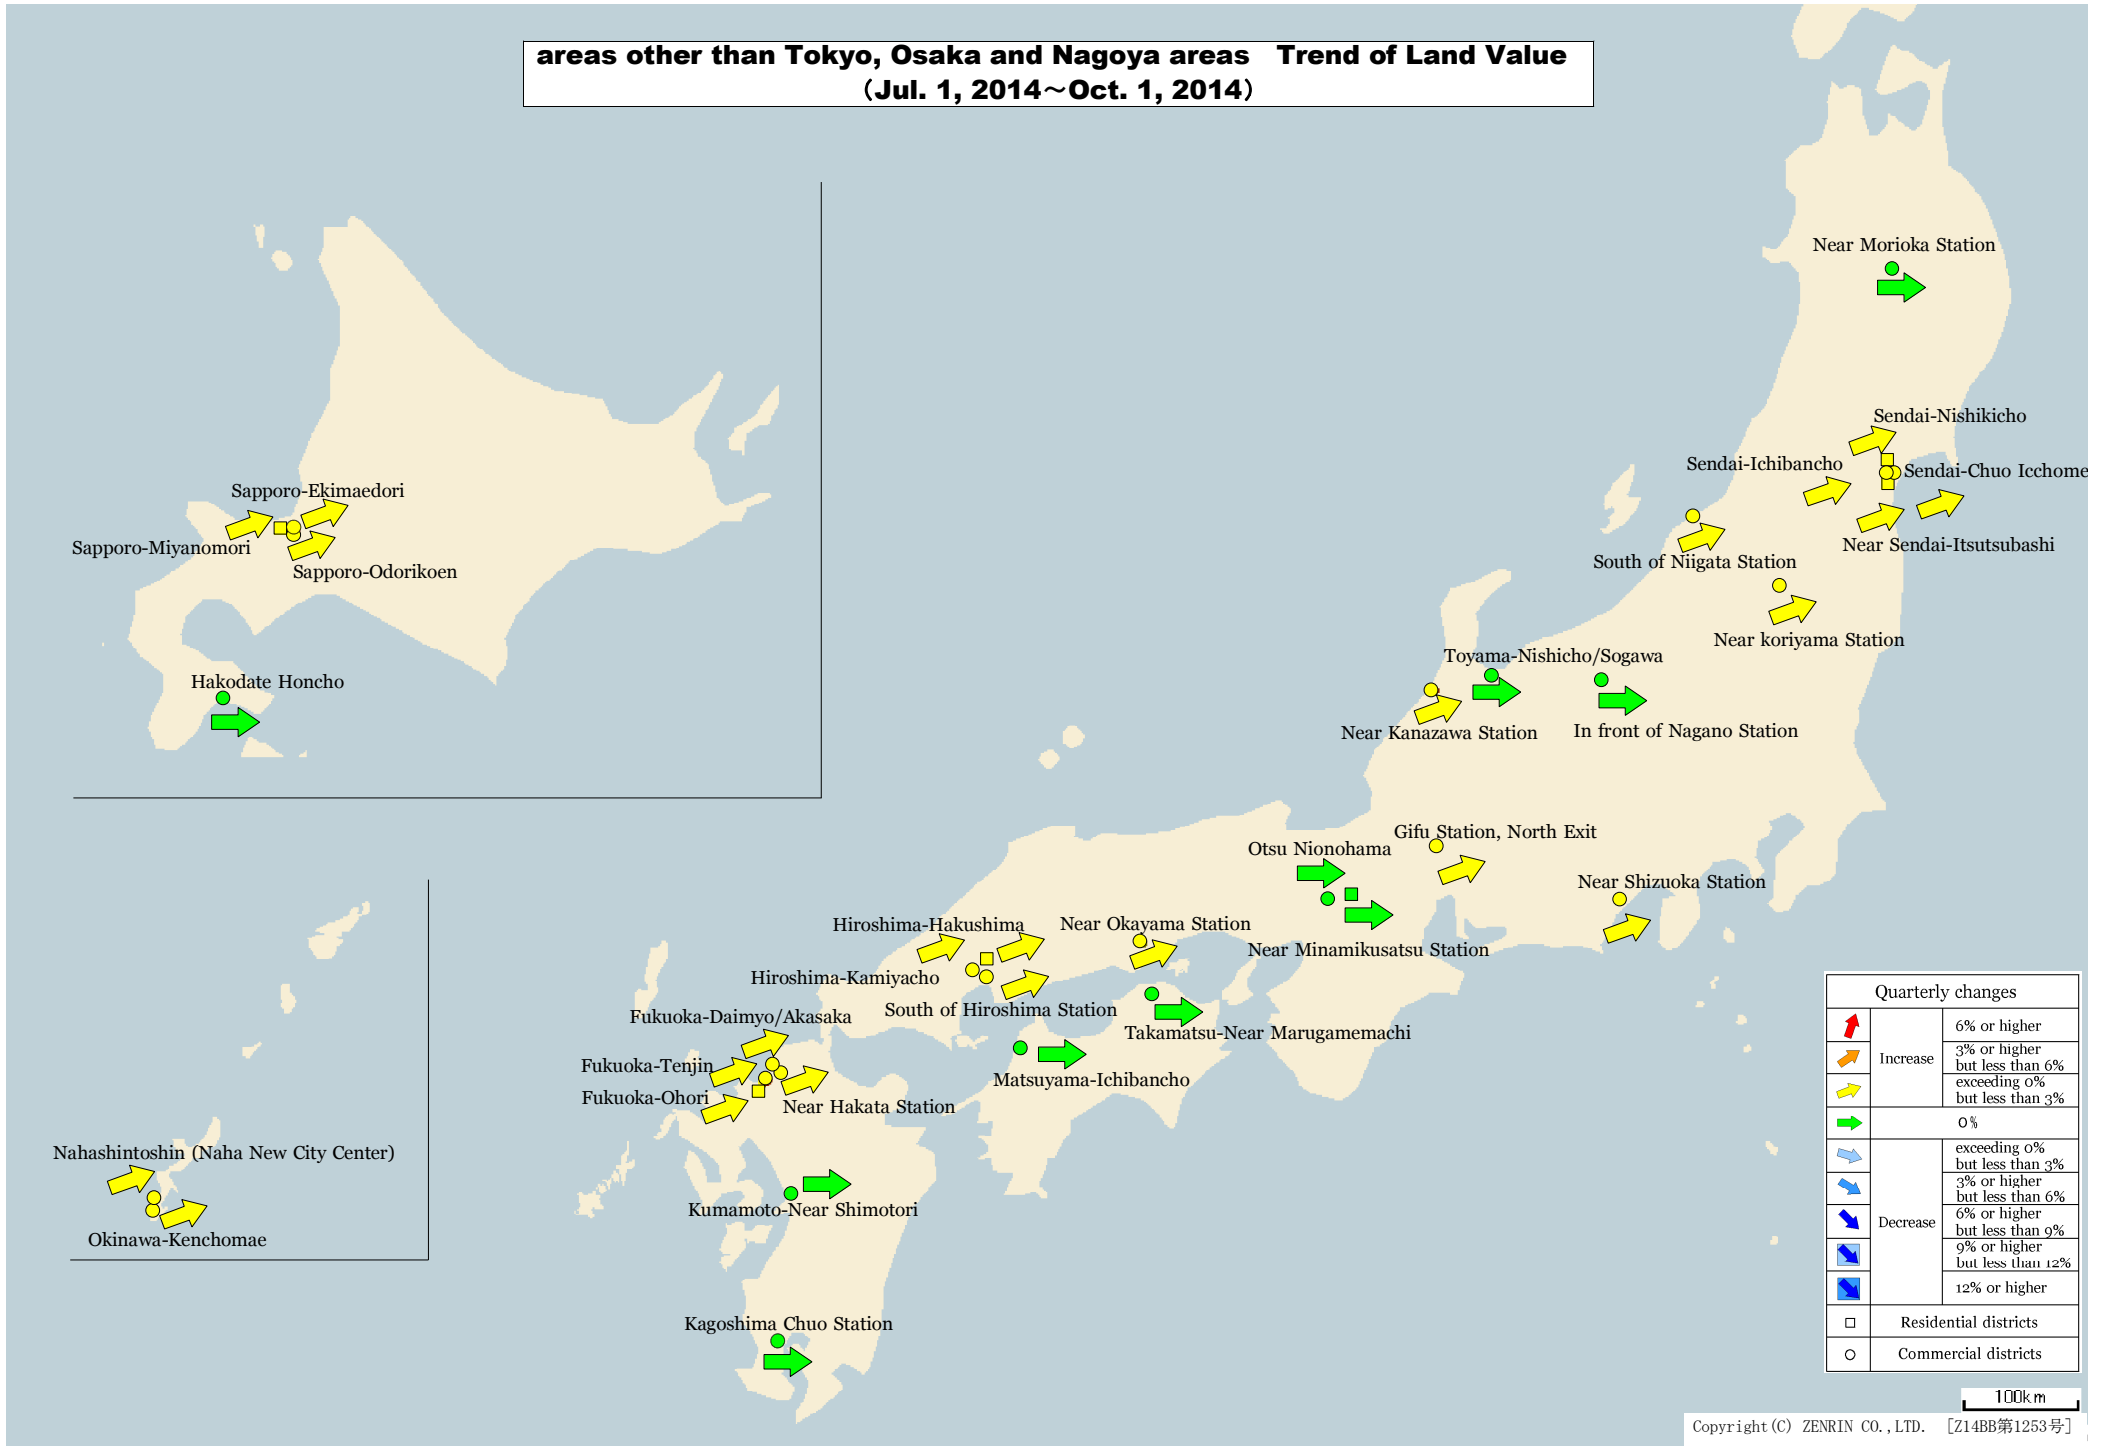 areas other than Tokyo, Osaka and Nagoya areas   Trend of Land Value
（Jul. 1, 2014～Oct. 1, 2014）
Near Morioka Station
Sendai-Nishikicho
Sendai-Ichibancho
Sendai-Chuo Icchome
Near Sendai-Itsutsubashi
South of Niigata Station
Near koriyama Station
Sapporo-Ekimaedori
Sapporo-Miyanomori
Sapporo-Odorikoen
Hakodate Honcho
Toyama-Nishicho/Sogawa
Near Kanazawa Station
In front of Nagano Station
Gifu Station, North Exit
Otsu Nionohama
Near Shizuoka Station
Near Minamikusatsu Station
Hiroshima-Hakushima
Near Okayama Station
Hiroshima-Kamiyacho
South of Hiroshima Station
Takamatsu-Near Marugamemachi
Matsuyama-Ichibancho
Fukuoka-Daimyo/Akasaka
Fukuoka-Tenjin
Fukuoka-Ohori
Near Hakata Station
Kumamoto-Near Shimotori
Kagoshima Chuo Station
Nahashintoshin (Naha New City Center)
Okinawa-Kenchomae
Quarterly changes
Increase
6% or higher
3% or higher
but less than 6%
exceeding 0%
but less than 3%
0%
Decrease
exceeding 0%
but less than 3%
3% or higher
but less than 6%
6% or higher
but less than 9%
9% or higher
but less than 12%
12% or higher
Residential districts
Commercial districts
100km
Copyright(C) ZENRIN CO.,LTD. [Z14BB第1253号]